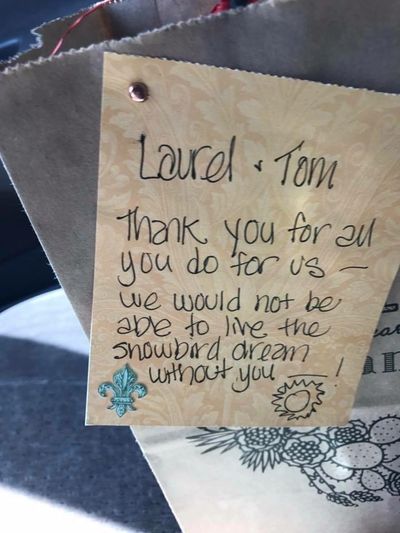 Laurel & Tom
Thank you for all
you do for us —
we would not be
able to live the
snowbird dream
without you —!